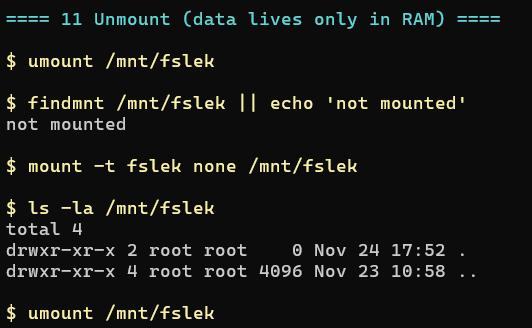 ==== 11 Unmount (data lives only in RAM) ====
$ umount /mnt/fslek
$ findmnt /mnt/fslek || echo 'not mounted'
not mounted
$ mount -t fslek none /mnt/fslek
$ ls -la /mnt/fslek
total 4
drwxr-xr-x 2 root root    0 Nov 24 17:52 .
drwxr-xr-x 4 root root 4096 Nov 23 10:58 ..
$ umount /mnt/fslek